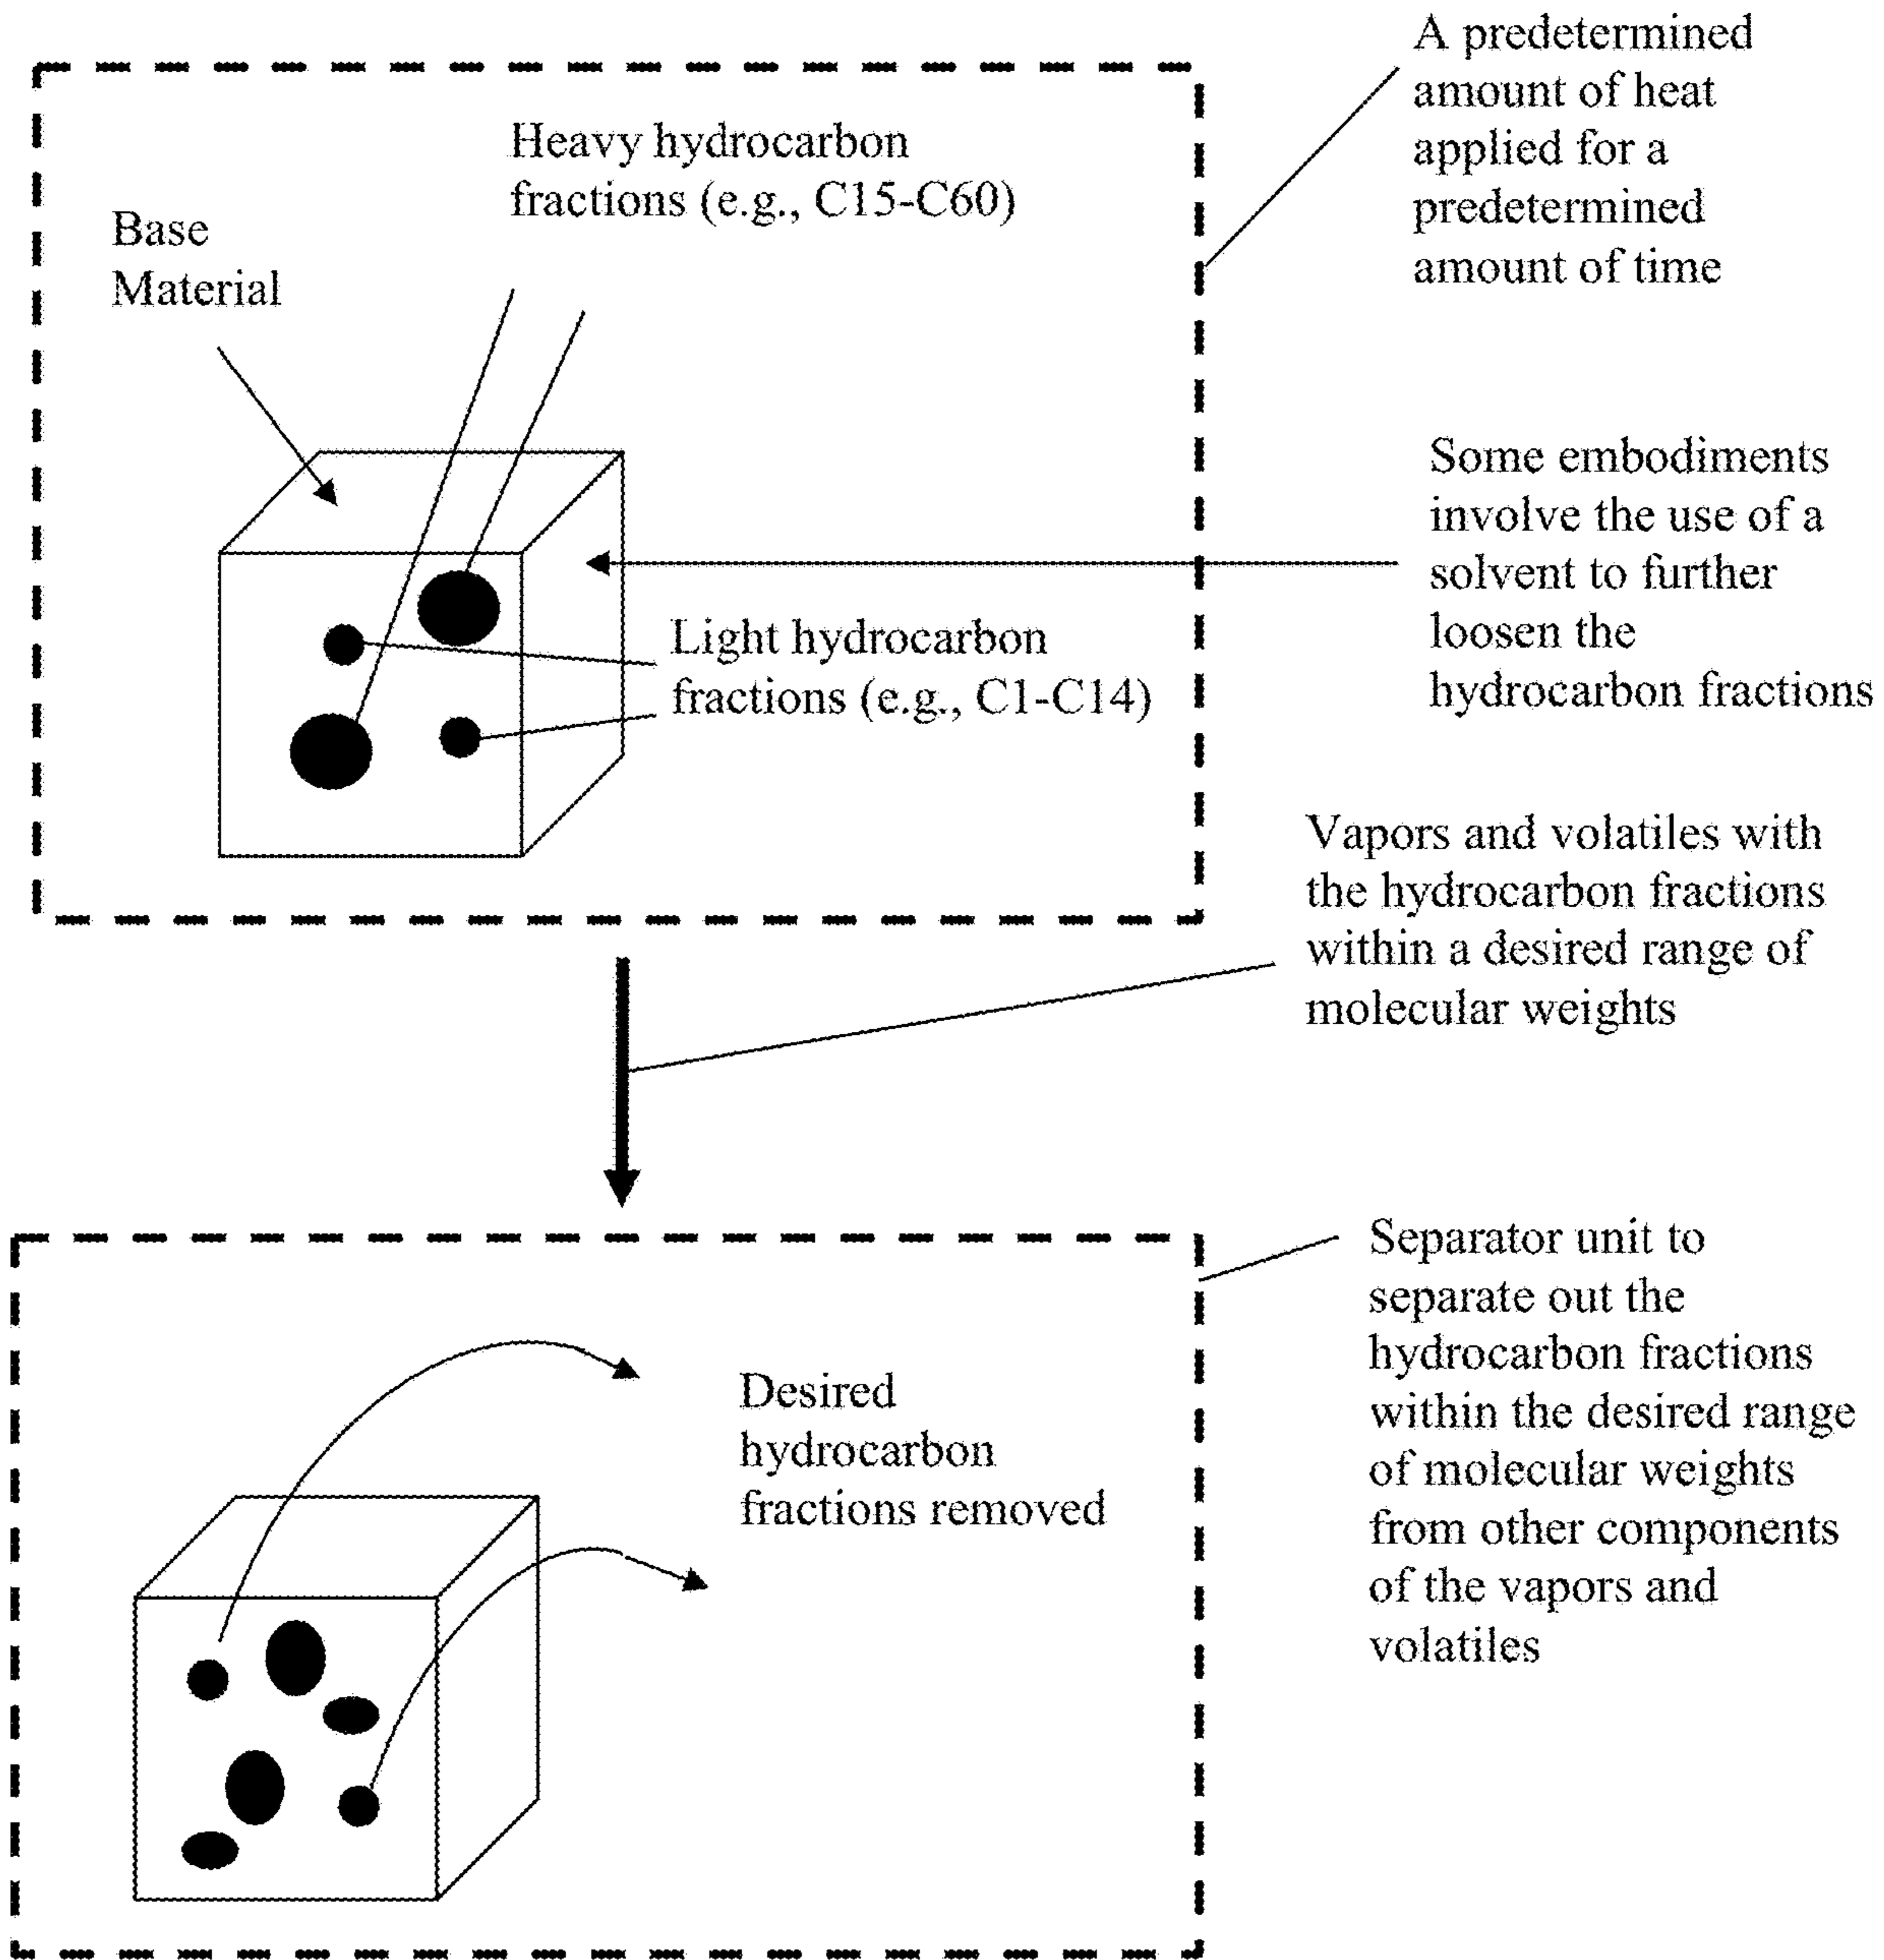 A predetermined
amount of heat
applied for a
predetermined
amount of time
Heavy hydrocarbon
fractions (e.g., C15-C60)
Base
Material
Some embodiments
involve the use of a
solvent to further
loosen the
hydrocarbon fractions
Light hydrocarbon
fractions (e.g., C1-C14)
Vapors and volatiles with
the hydrocarbon fractions
within a desired range of
molecular weights
Separator unit to
separate out the
hydrocarbon fractions
within the desired range
of molecular weights
from other components
of the vapors and
volatiles
Desired
hydrocarbon
fractions removed